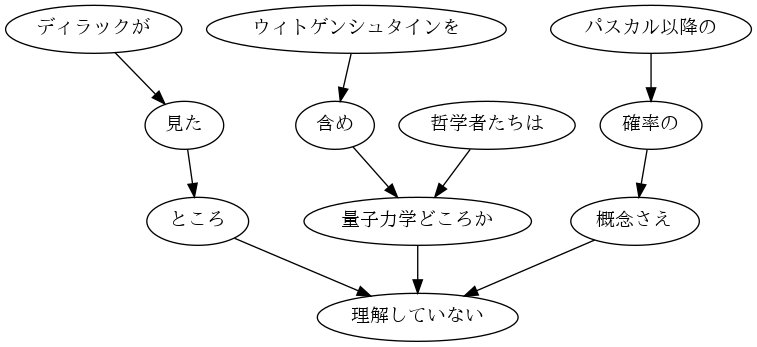 ディラックが
ウィトゲンシュタインを
パスカル以降の
見た
含め
哲学者たちは
確率の
ところ
量子力学どころか
概念さえ
理解していない